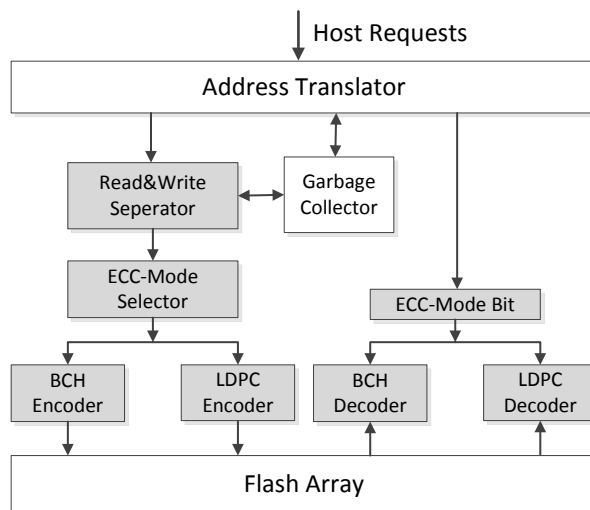 Host Requests
Address Translator
Read&Write
Seperator
Garbage
Collector
ECC-Mode
Selector
ECC-Mode Bit
BCH
Encoder
LDPC
Encoder
BCH
Decoder
LDPC
Decoder
Flash Array